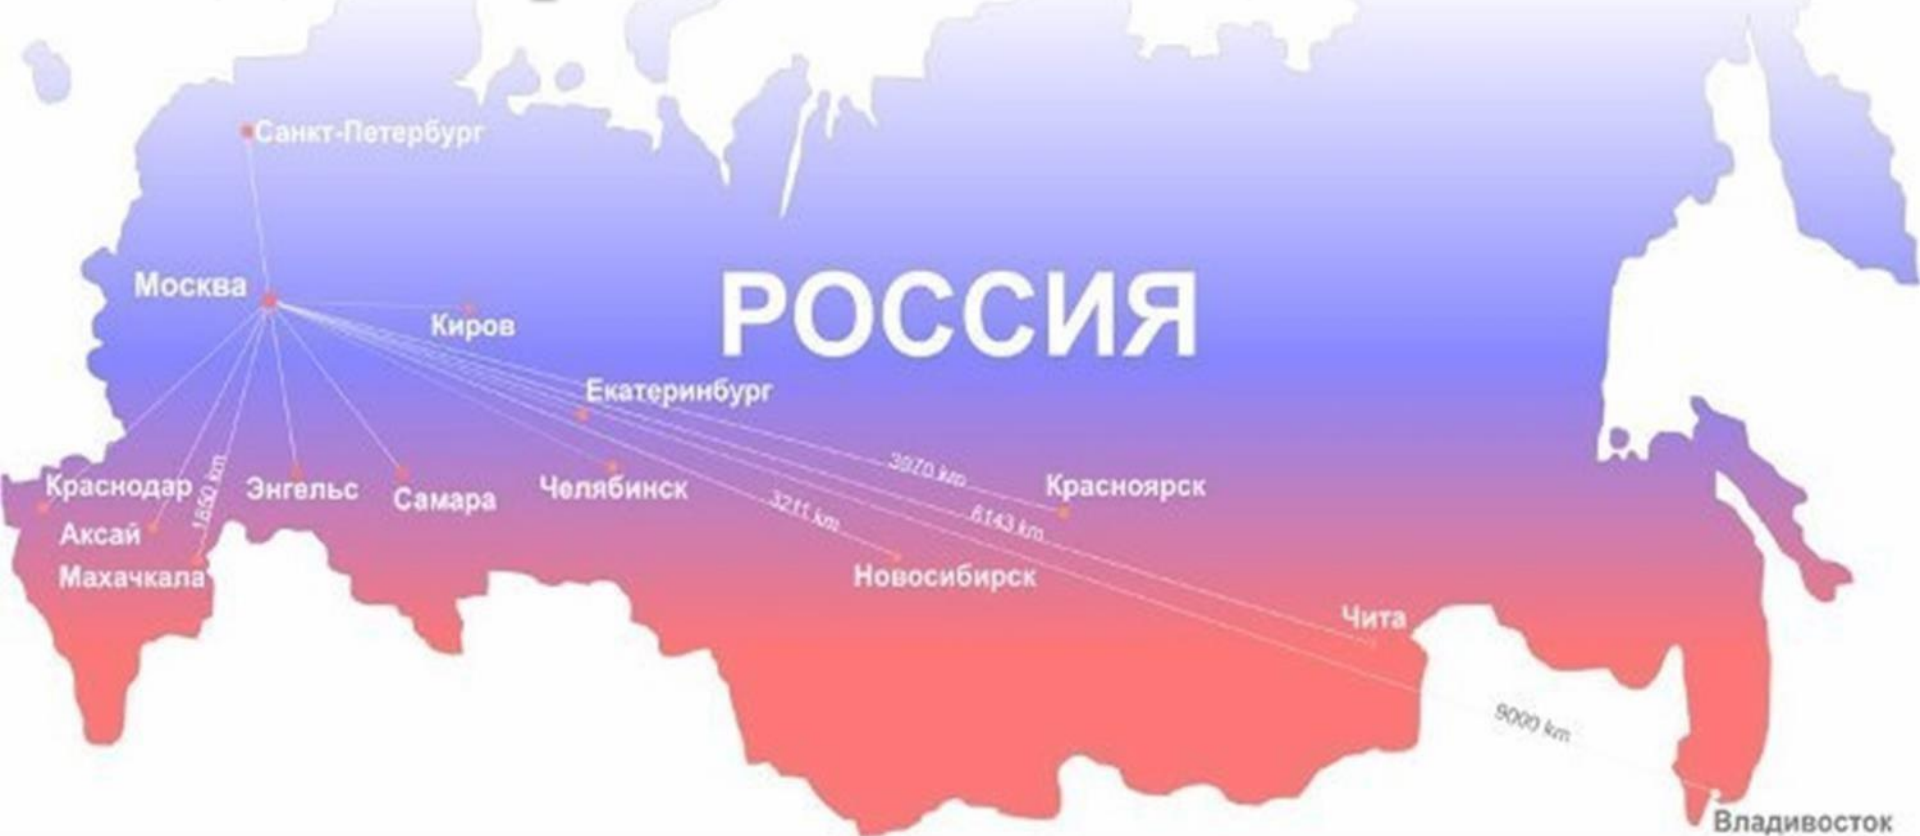 Санкт-Петербург
Москва
Киров
РОССИЯ
Екатеринбург
3970 km
Краснодар
1850 km
Энгельс
Самара
Челябинск
3211 km
6143 km
Красноярск
Аксай
Махачкала
Новосибирск
Чита
9000 km
Владивосток